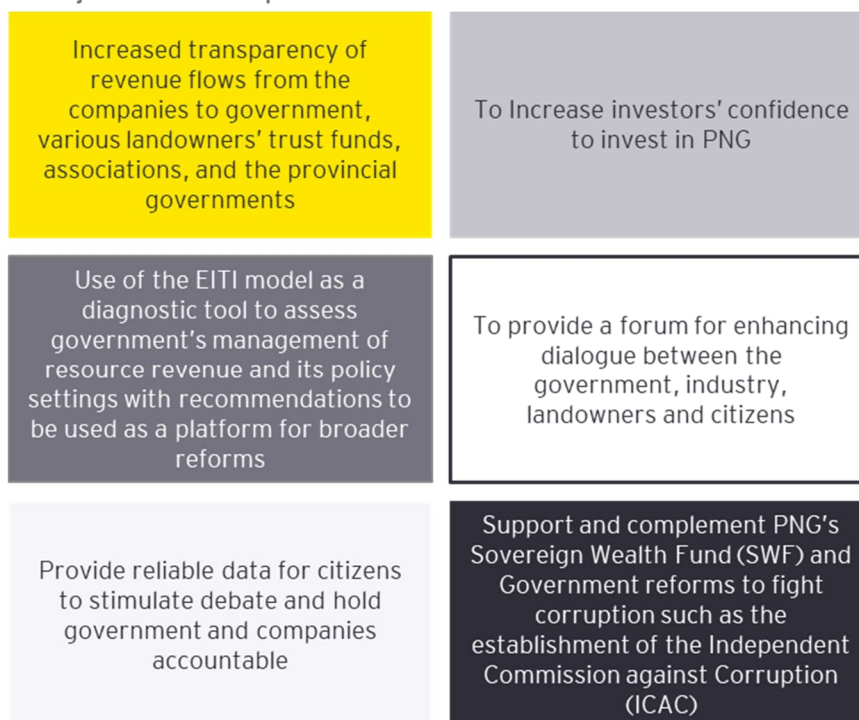 Increased transparency of
revenue flows from the
companies to government,
various landowners' trust funds,
associations, and the provincial
governments
To Increase investors' confidence
to invest in PNG
Use of the EITI model as a
diagnostic tool to assess
government's management of
resource revenue and its policy
settings with recommendations to
be used as a platform for broader
reforms
To provide a forum for enhancing
dialogue between the
government, industry,
landowners and citizens
Provide reliable data for citizens
to stimulate debate and hold
government and companies
accountable
Support and complement PNG's
Sovereign Wealth Fund (SWF) and
Government reforms to fight
corruption such as the
establishment of the Independent
Commission against Corruption
(ICAC)